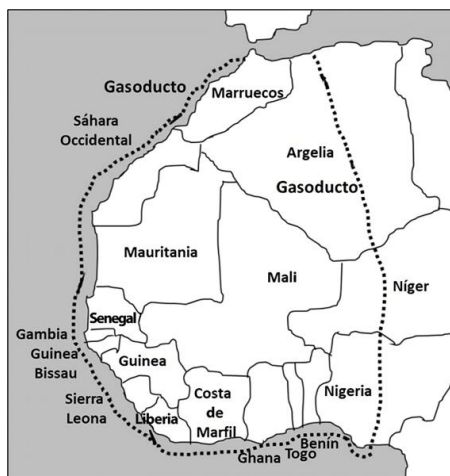 Gasoducto
Marruecos
Sáhara
Occidental
Argelia
Gasoducto
Mauritania
Mali
Níger
Senegal
Gambia
Guinea
Bissau
Guinea
Sierra
Leona
Liberia
Costa
de
Marfil
Nigeria
Ghana
Togo
Benín